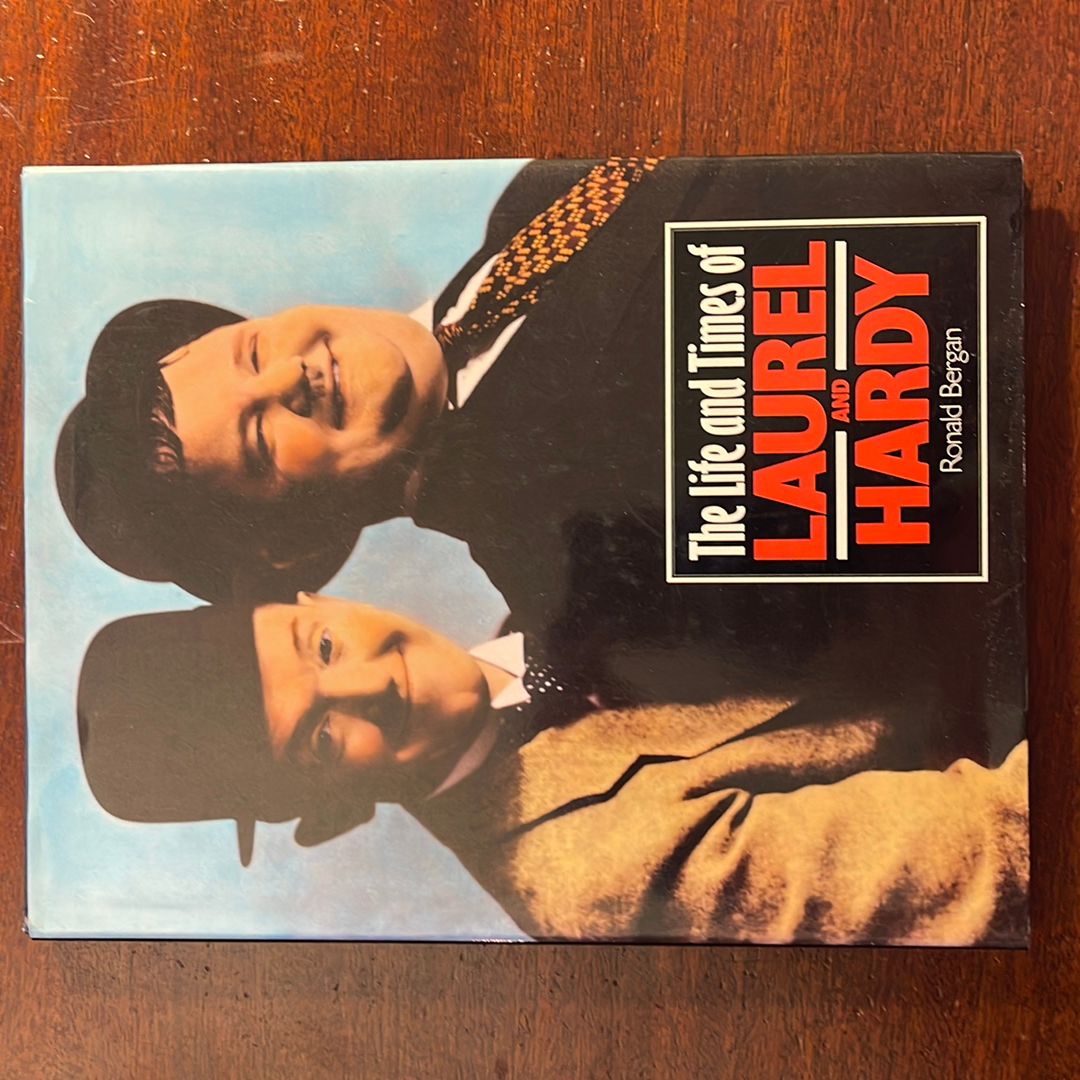 The Life and Times of
LAUREL
AND
HARDY
Ronald Bergan